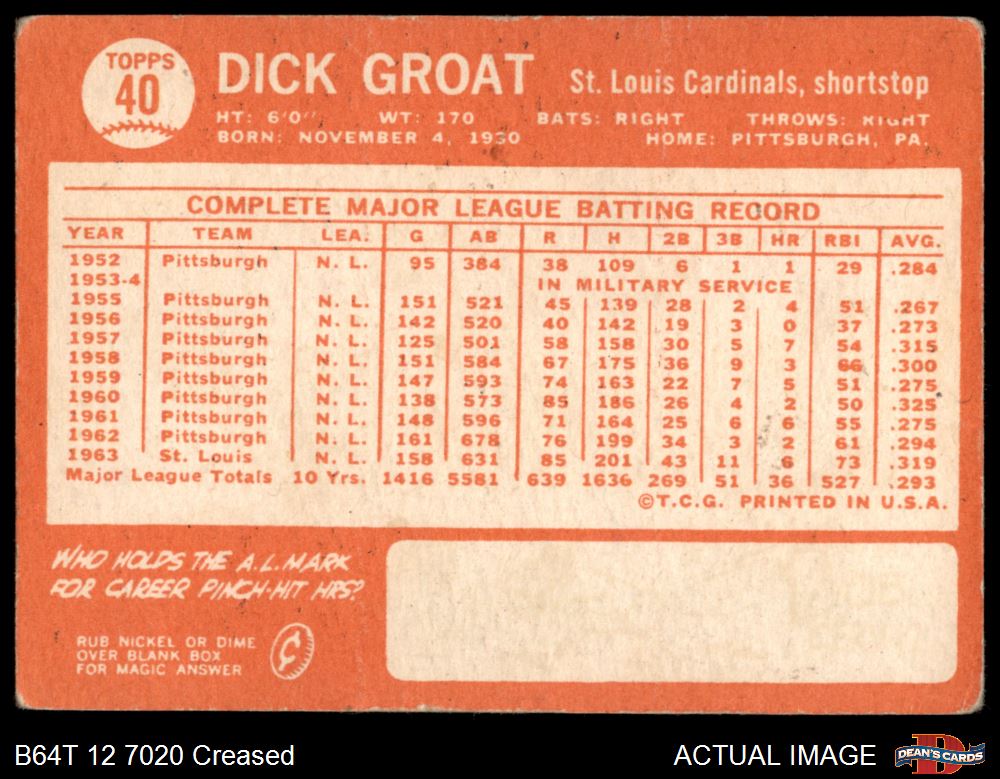 TOPPS
40
DICK GROAT St. Louis Cardinals, shortstop
HT: 6'0" WT: 170 BATS: RIGHT THROWS: RIGHT
BORN: NOVEMBER 4, 1930 HOME: PITTSBURGH, PA.
COMPLETE MAJOR LEAGUE BATTING RECORD
YEAR TEAM LEA. G AB R H 2B 3B HR RBI AVG.
1952 Pittsburgh N. L. 95 384 38 109 6 1 1 29 .284
1953-4 IN MILITARY SERVICE
1955 Pittsburgh N. L. 151 521 45 139 28 2 4 51 .267
1956 Pittsburgh N. L. 142 520 40 142 19 3 0 37 .273
1957 Pittsburgh N. L. 125 501 58 158 30 5 7 54 .315
1958 Pittsburgh N. L. 151 584 67 175 36 9 3 66 .300
1959 Pittsburgh N. L. 147 593 74 163 22 7 5 51 .275
1960 Pittsburgh N. L. 138 573 85 186 26 4 2 50 .325
1961 Pittsburgh N. L. 148 596 71 164 25 6 6 55 .275
1962 Pittsburgh N. L. 161 678 76 199 34 3 2 61 .294
1963 St. Louis N. L. 158 631 85 201 43 11 6 73 .319
Major League Totals 10 Yrs. 1416 5581 639 1636 269 51 36 527 .293
©T.C.G. PRINTED IN U.S.A.
WHO HOLDS THE A.L. MARK
FOR CAREER PINCH-HIT HRS?
RUB NICKEL OR DIME
OVER BLANK BOX
FOR MAGIC ANSWER
B64T 12 7020 Creased ACTUAL IMAGE
DEAN'S CARDS